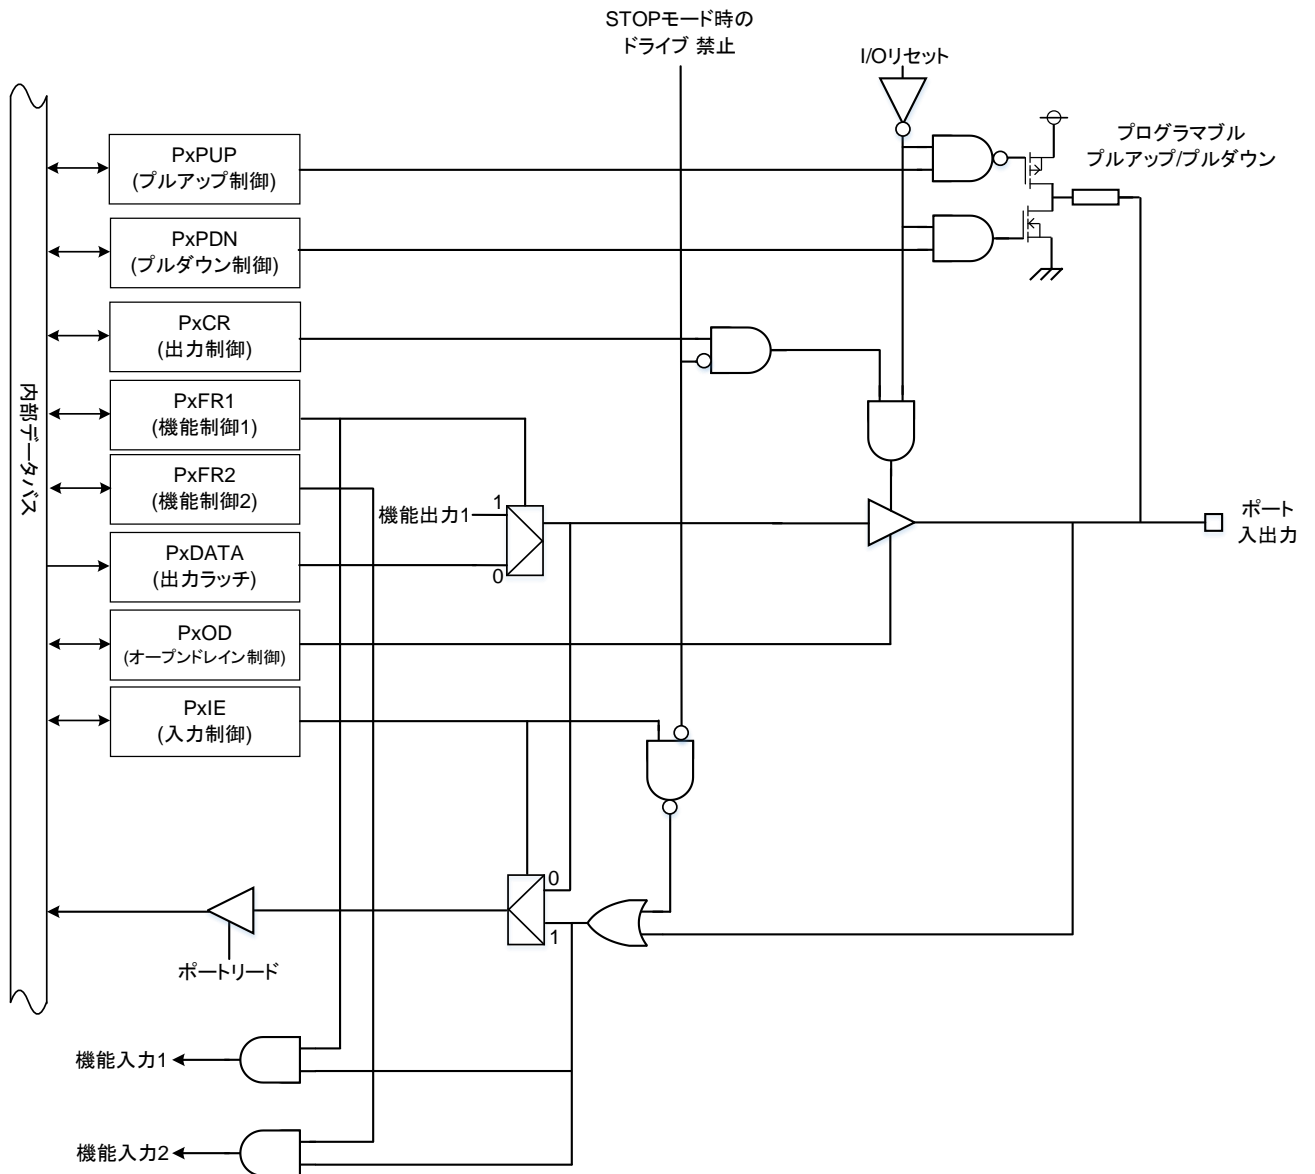 STOPモード時の
ドライブ 禁止
I/Oリセット
プログラマブル
プルアップ/プルダウン
PxPUP
(プルアップ制御)
PxPDN
(プルダウン制御)
PxCR
(出力制御)
内部データバス
PxFR1
(機能制御1)
PxFR2
(機能制御2)
機能出力1
1
0
ポート
入出力
PxDATA
(出力ラッチ)
PxOD
(オープンドレイン制御)
PxIE
(入力制御)
0
1
ポートリード
機能入力1
機能入力2